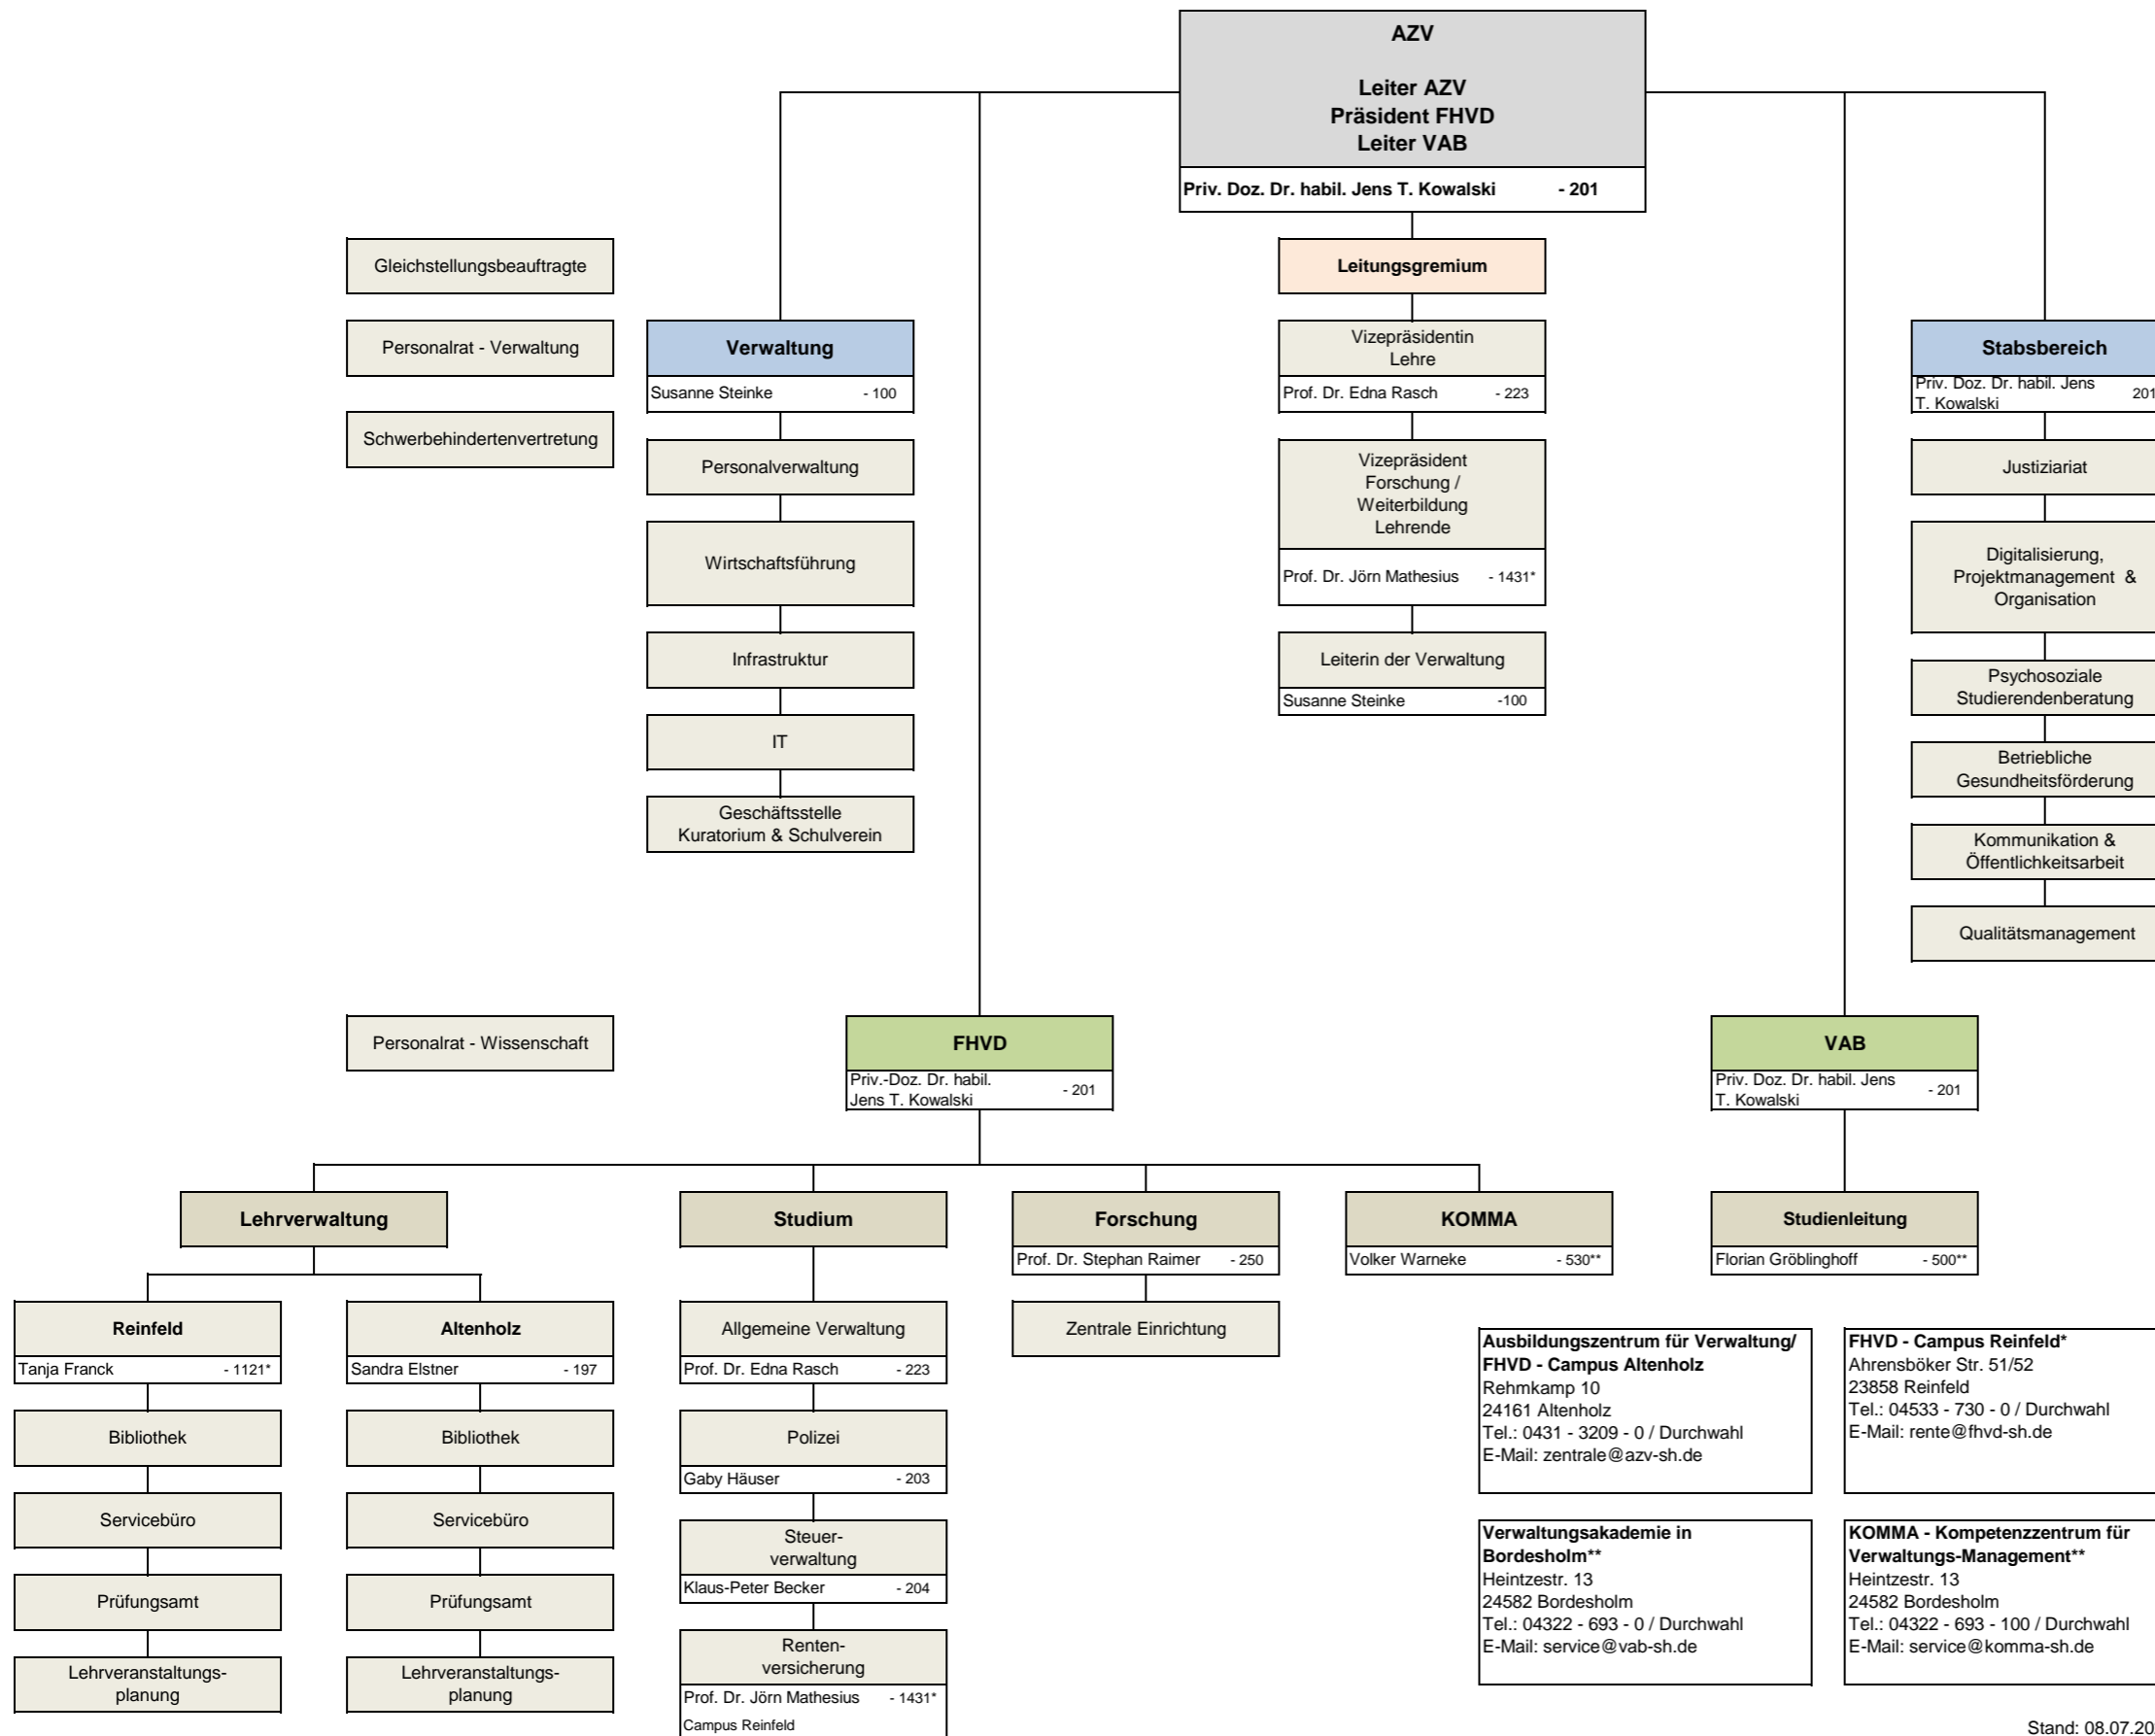 AZV
Leiter AZV
Präsident FHVD
Leiter VAB
Priv. Doz. Dr. habil. Jens T. Kowalski - 201
Gleichstellungsbeauftragte
Personalrat - Verwaltung
Schwerbehindertenvertretung
Verwaltung
Susanne Steinke - 100
Personalverwaltung
Wirtschaftsführung
Infrastruktur
IT
Geschäftsstelle
Kuratorium & Schulverein
Leitungsgremium
Vizepräsidentin
Lehre
Prof. Dr. Edna Rasch - 223
Vizepräsident
Forschung /
Weiterbildung
Lehrende
Prof. Dr. Jörn Mathesius - 1431*
Leiterin der Verwaltung
Susanne Steinke -100
Stabsbereich
Priv. Doz. Dr. habil. Jens
T. Kowalski 201
Justiziariat
Digitalisierung,
Projektmanagement &
Organisation
Psychosoziale
Studierendenberatung
Betriebliche
Gesundheitsförderung
Kommunikation &
Öffentlichkeitsarbeit
Qualitätsmanagement
Personalrat - Wissenschaft
FHVD
Priv.-Doz. Dr. habil.
Jens T. Kowalski - 201
VAB
Priv. Doz. Dr. habil. Jens
T. Kowalski - 201
Lehrverwaltung
Reinfeld
Tanja Franck - 1121*
Bibliothek
Servicebüro
Prüfungsamt
Lehrveranstaltungs-
planung
Altenholz
Sandra Elstner - 197
Bibliothek
Servicebüro
Prüfungsamt
Lehrveranstaltungs-
planung
Studium
Allgemeine Verwaltung
Prof. Dr. Edna Rasch - 223
Polizei
Gaby Häuser - 203
Steuer-
verwaltung
Klaus-Peter Becker - 204
Renten-
versicherung
Prof. Dr. Jörn Mathesius - 1431*
Campus Reinfeld
Forschung
Prof. Dr. Stephan Raimer - 250
Zentrale Einrichtung
KOMMA
Volker Warneke - 530**
Studienleitung
Florian Gröblinghoff - 500**
Ausbildungszentrum für Verwaltung/
FHVD - Campus Altenholz
Rehmkamp 10
24161 Altenholz
Tel.: 0431 - 3209 - 0 / Durchwahl
E-Mail: zentrale@azv-sh.de
FHVD - Campus Reinfeld*
Ahrensböker Str. 51/52
23858 Reinfeld
Tel.: 04533 - 730 - 0 / Durchwahl
E-Mail: rente@fhvd-sh.de
Verwaltungsakademie in
Bordesholm**
Heintzestr. 13
24582 Bordesholm
Tel.: 04322 - 693 - 0 / Durchwahl
E-Mail: service@vab-sh.de
KOMMA - Kompetenzzentrum für
Verwaltungs-Management**
Heintzestr. 13
24582 Bordesholm
Tel.: 04322 - 693 - 100 / Durchwahl
E-Mail: service@komma-sh.de
Stand: 08.07.20